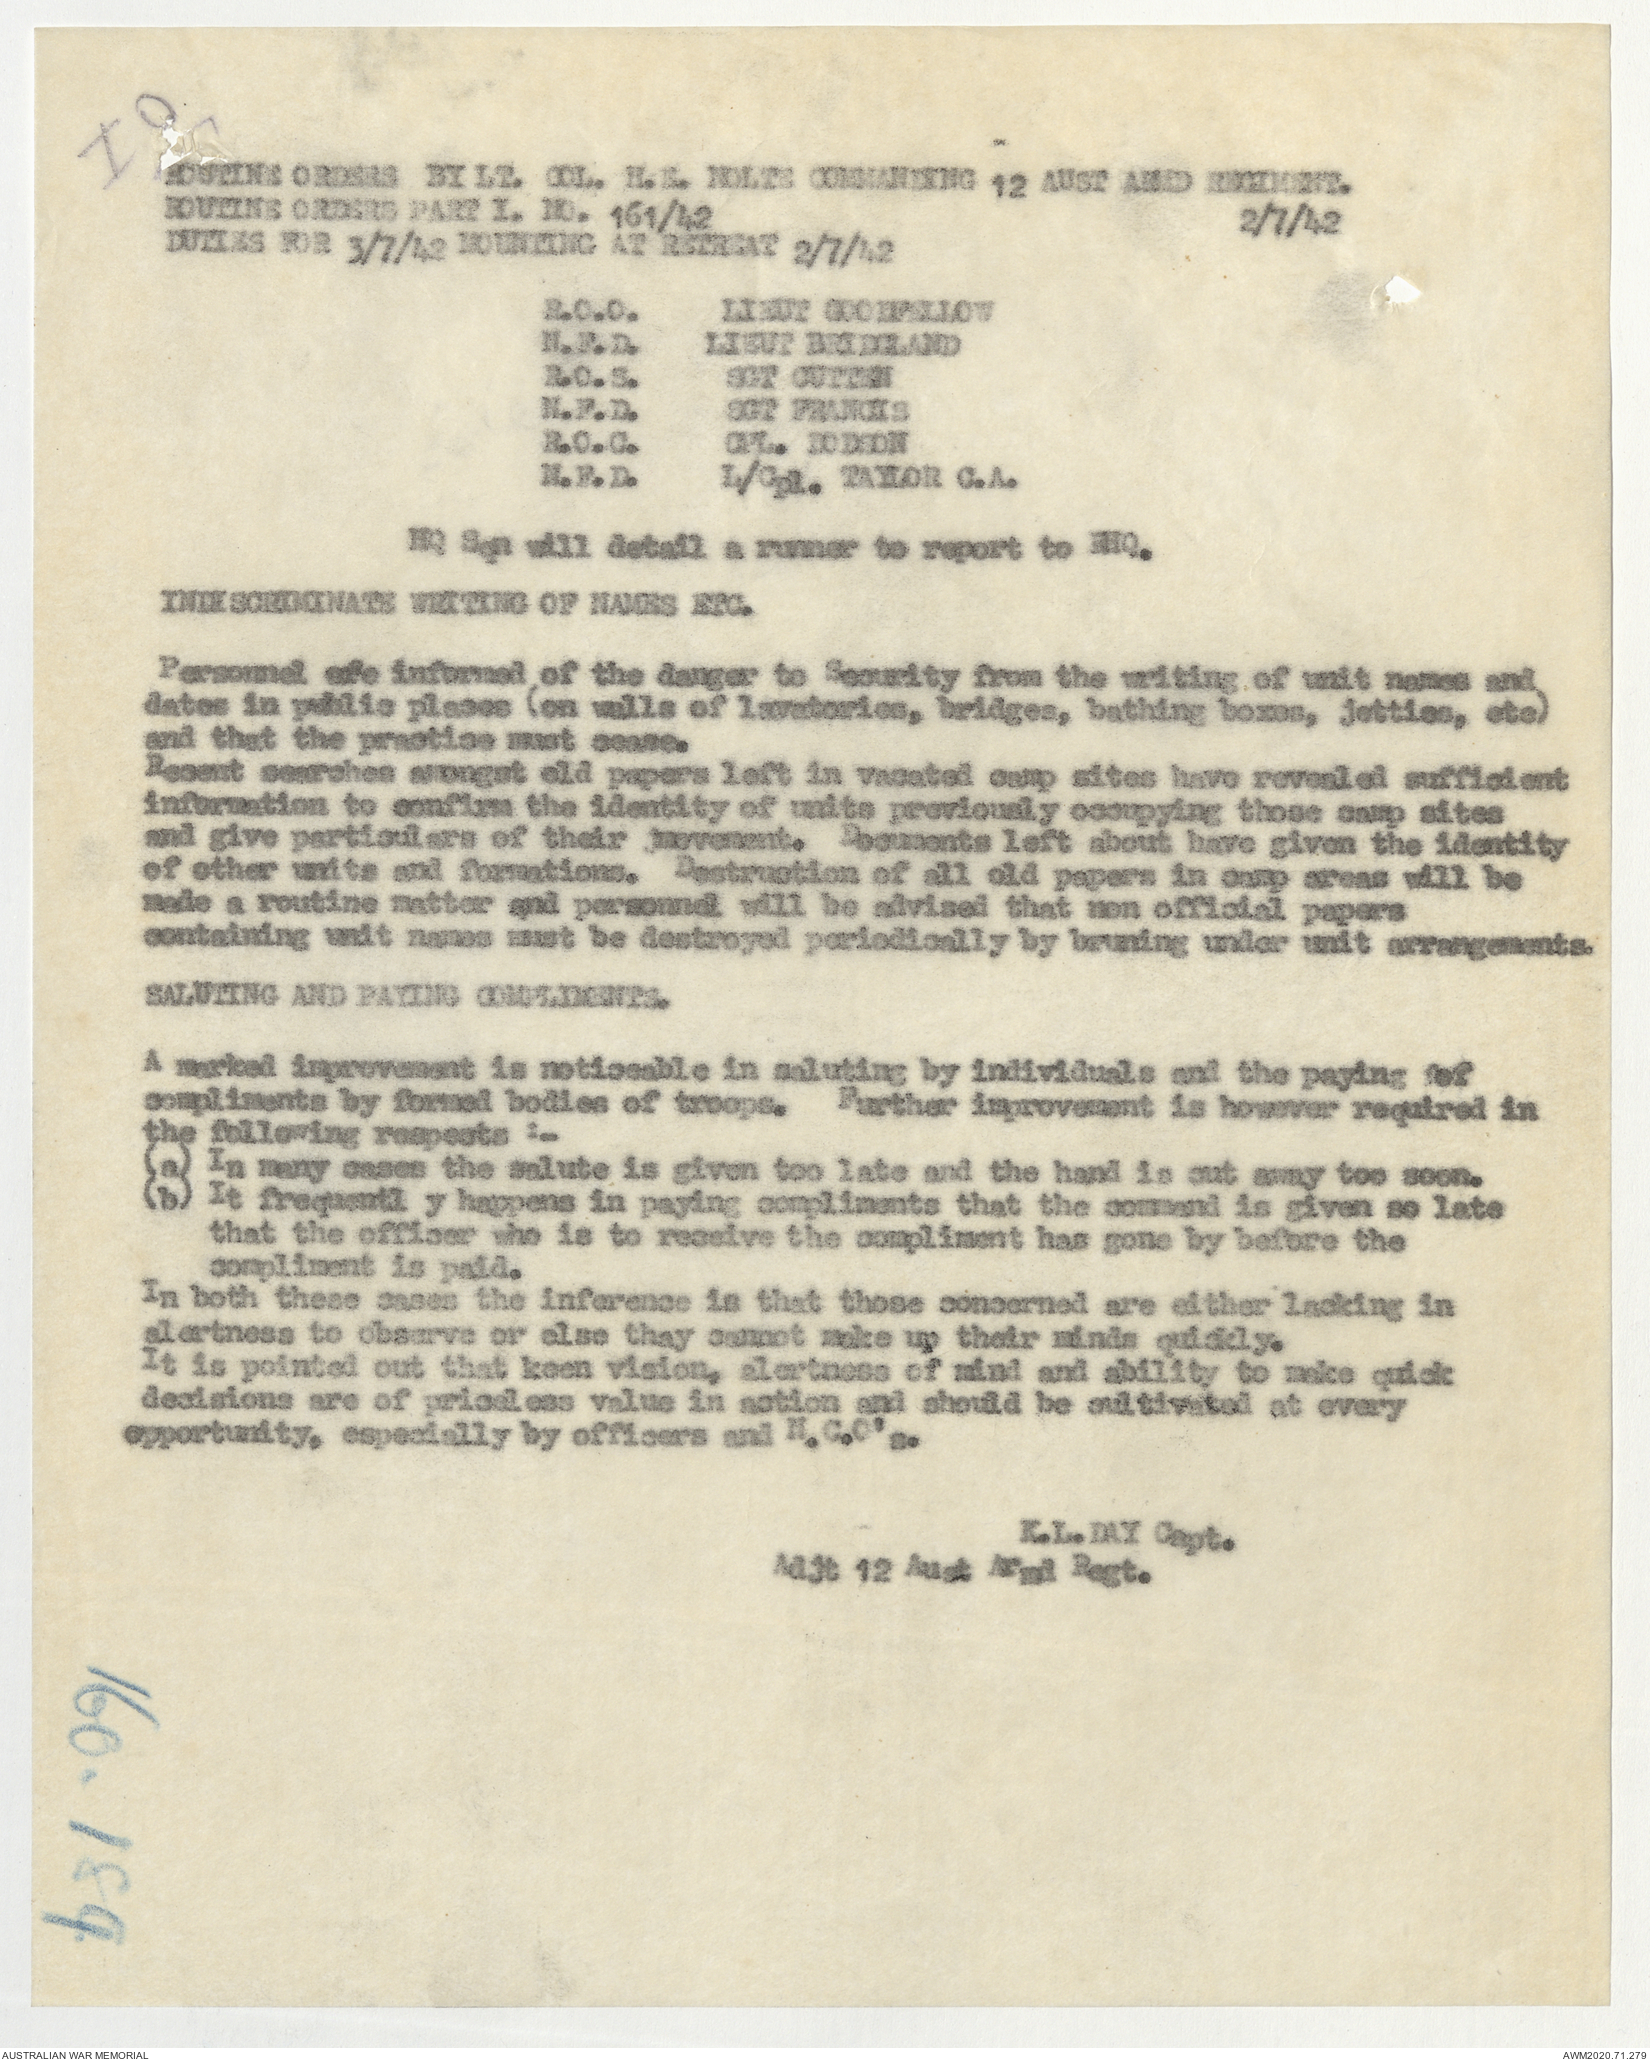 ROUTINE ORDERS BY LT. COL. H.E. NOLTE COMMANDING 12 AUST ARMD REGIMENT.
ROUTINE ORDERS PART I. NO. 161/42 2/7/42
DUTIES FOR 3/7/42 MOUNTING AT RETREAT 2/7/42
R.O.O. LIEUT GOODFELLOW
N.F.D. LIEUT BRIDGLAND
R.O.S. SGT CUTTEN
N.F.D. SGT FRANCIS
R.O.C. CPL.
N.F.D. L/Cpl. TAYLOR C.A.
HQ Sqn will detail a runner to report to RHQ.
INDISCRIMINATE WRITING OF NAMES ETC.
Personnel are informed of the danger to Security from the writing of unit names and
dates in public places (on walls of lavatories, bridges, bathing boxes, jetties, etc)
and that the practice must cease.
Recent searches amongst old papers left in vacated camp sites have revealed sufficient
information to confirm the identity of units previously occupying those camp sites
and give particulars of their movement. Documents left about have given the identity
of other units and formations. Destruction of all old papers in camp areas will be
made a routine matter and personnel will be advised that non official papers
containing unit names must be destroyed periodically by bruning under unit arrangements.
SALUTING AND PAYING COMPLIMENTS.
A marked improvement is noticeable in saluting by individuals and the paying of
compliments by formed bodies of troops. Further improvement is however required in
the following respects :-
(a) In many cases the salute is given too late and the hand is cut away too soon.
(b) It frequentl y happens in paying compliments that the command is given so late
that the officer who is to receive the compliment has gone by before the
compliment is paid.
In both these cases the inference is that those concerned are either lacking in
alertness to observe or else thay cannot make up their minds quickly.
It is pointed out that keen vision, alertness of mind and ability to make quick
decisions are of priceless value in action and should be cultivated at every
opportunity, especially by officers and N.C.O's.
K.L.DAY Capt.
Adjt 12 Aust Armd Regt.
160. 189
AUSTRALIAN WAR MEMORIAL
AWM2020.71.279